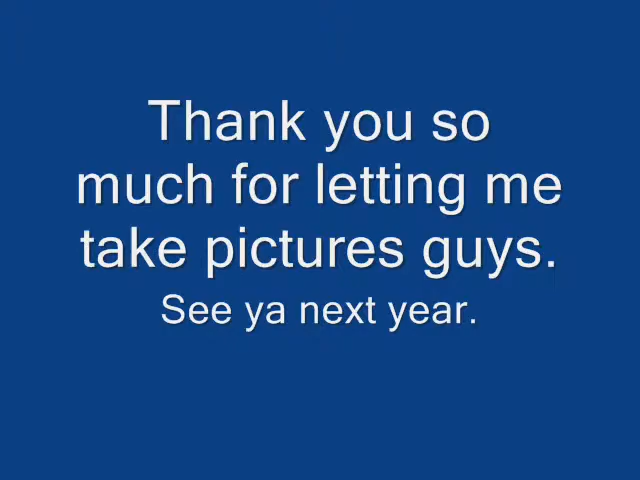 Thank you so
much for letting me
take pictures guys.
See ya next year.